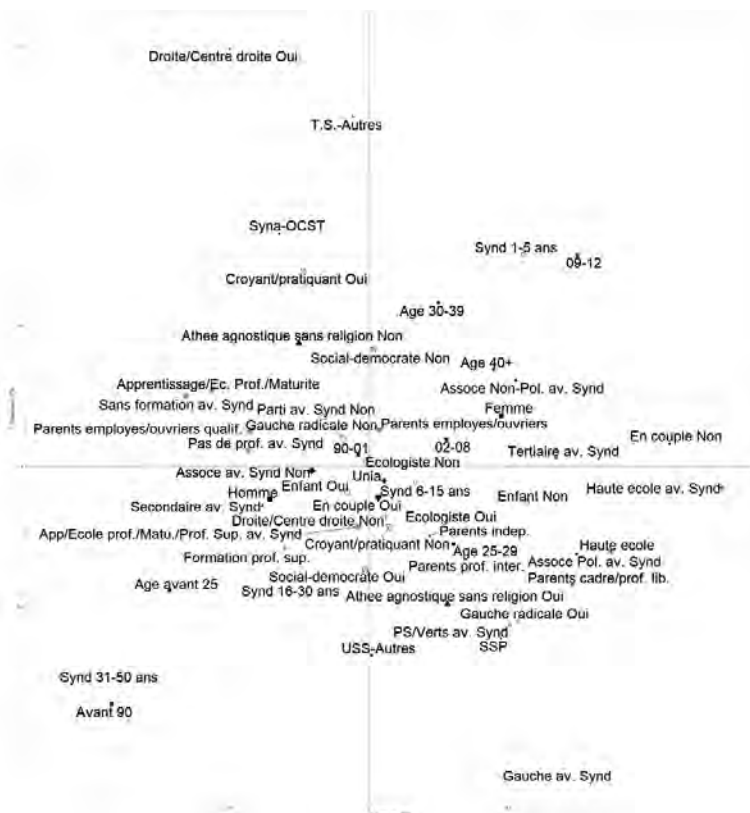 Droite/Centre droite Oui
T.S.-Autres
Syna-OCST
Synd 1-5 ans
09-12
Croyant/pratiquant Oui
Age 30-39
Athee agnostique sans religion Non
Social-democrate Non
Age 40+
Apprentissage/Ec. Prof./Maturite
Assoce Non-Pol. av. Synd
Sans formation av. Synd
Parti av. Synd Non
Femme
Parents employes/ouvriers qualif.
Gauche radicale Non
Parents employes/ouvriers
En couple Non
Pas de prof. av. Synd
90-01
02-08
Tertiaire av. Synd
Ecologiste Non
Assoce av. Synd Non
Unia
Enfant Oui
Homme
Synd 6-15 ans
Enfant Non
Haute ecole av. Synd
Secondaire av. Synd
En couple Oui
Droite/Centre droite Non
Ecologiste Oui
App/Ecole prof./Matu./Prof. Sup. av. Synd
Parents indep.
Croyant/pratiquant Non
Age 25-29
Haute ecole
Formation prof. sup.
Parents prof. inter.
Assoce Pol. av. Synd
Social-democrate Oui
Parents cadre/prof. lib.
Age avant 25
Synd 16-30 ans
Athee agnostique sans religion Oui
Gauche radicale Oui
PS/Verts av. Synd
USS-Autres
SSP
Synd 31-50 ans
Avant 90
Gauche av. Synd